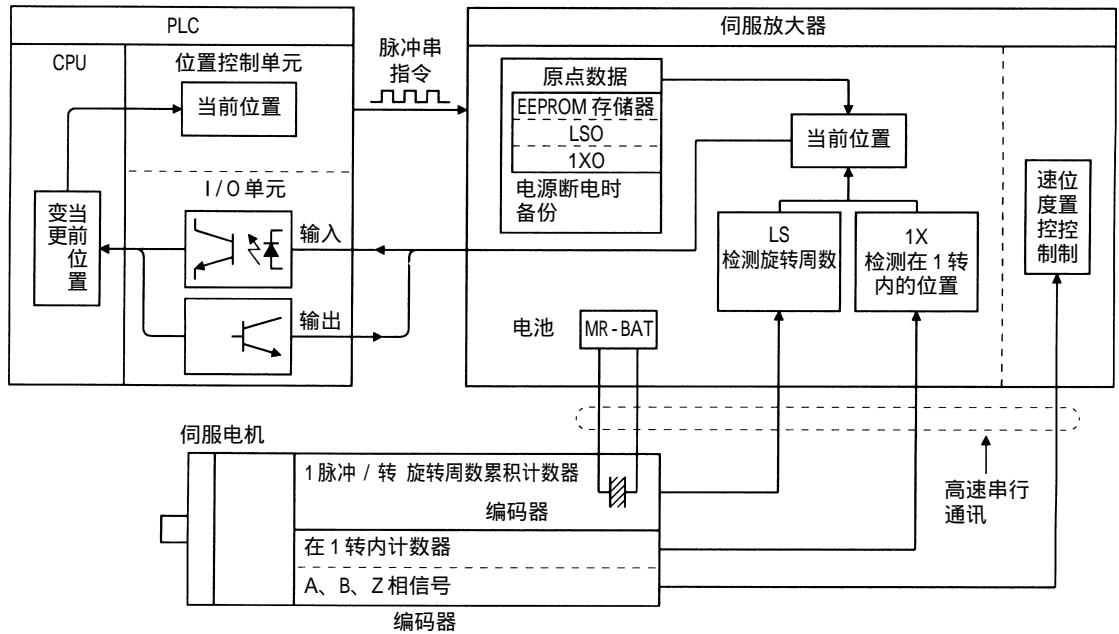 PLC
CPU
位置控制单元
当前位置
I / O 单元
当前位置
变更
输入
输出
脉冲串
指令
伺服放大器
原点数据
EEPROM 存储器
LSO
1XO
电源断电时
备份
当前位置
LS
检测旋转周数
1X
检测在 1 转
内的位置
位置控制
速度控制
电池
MR - BAT
伺服电机
1 脉冲 / 转 旋转周数累积计数器
编码器
在 1 转内计数器
A、B、Z 相信号
编码器
高速串行
通讯